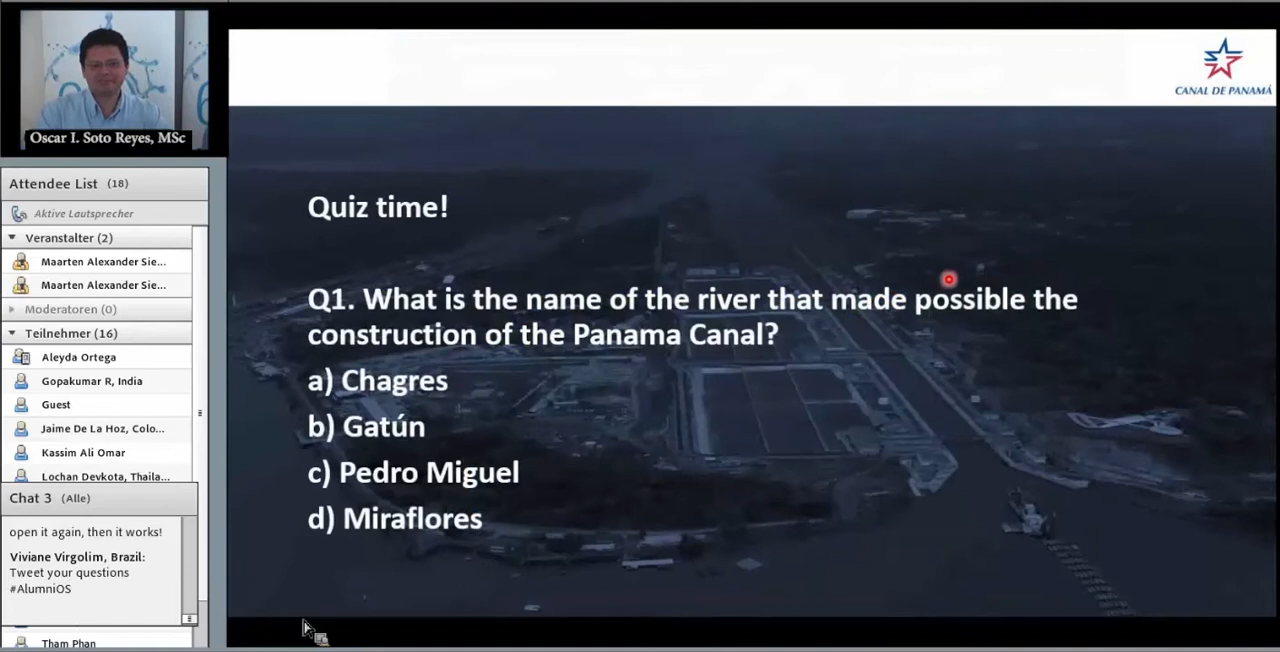 Oscar I. Soto Reyes, MSc
Attendee List (18)
Aktive Lautsprecher
Veranstalter (2)
Maarten Alexander Sie...
Maarten Alexander Sie...
Moderatoren (0)
Teilnehmer (16)
Aleyda Ortega
Gopakumar R, India
Guest
Jaime De La Hoz, Colo...
Kassim Ali Omar
Lochan Devkota, Thaila...
Chat 3 (Alle)
open it again, then it works!
Viviane Virgolim, Brazil:
Tweet your questions
#AlumniOS
Tham Phan
CANAL DE PANAMÁ
Quiz time!
Q1. What is the name of the river that made possible the
construction of the Panama Canal?
a) Chagres
b) Gatún
c) Pedro Miguel
d) Miraflores